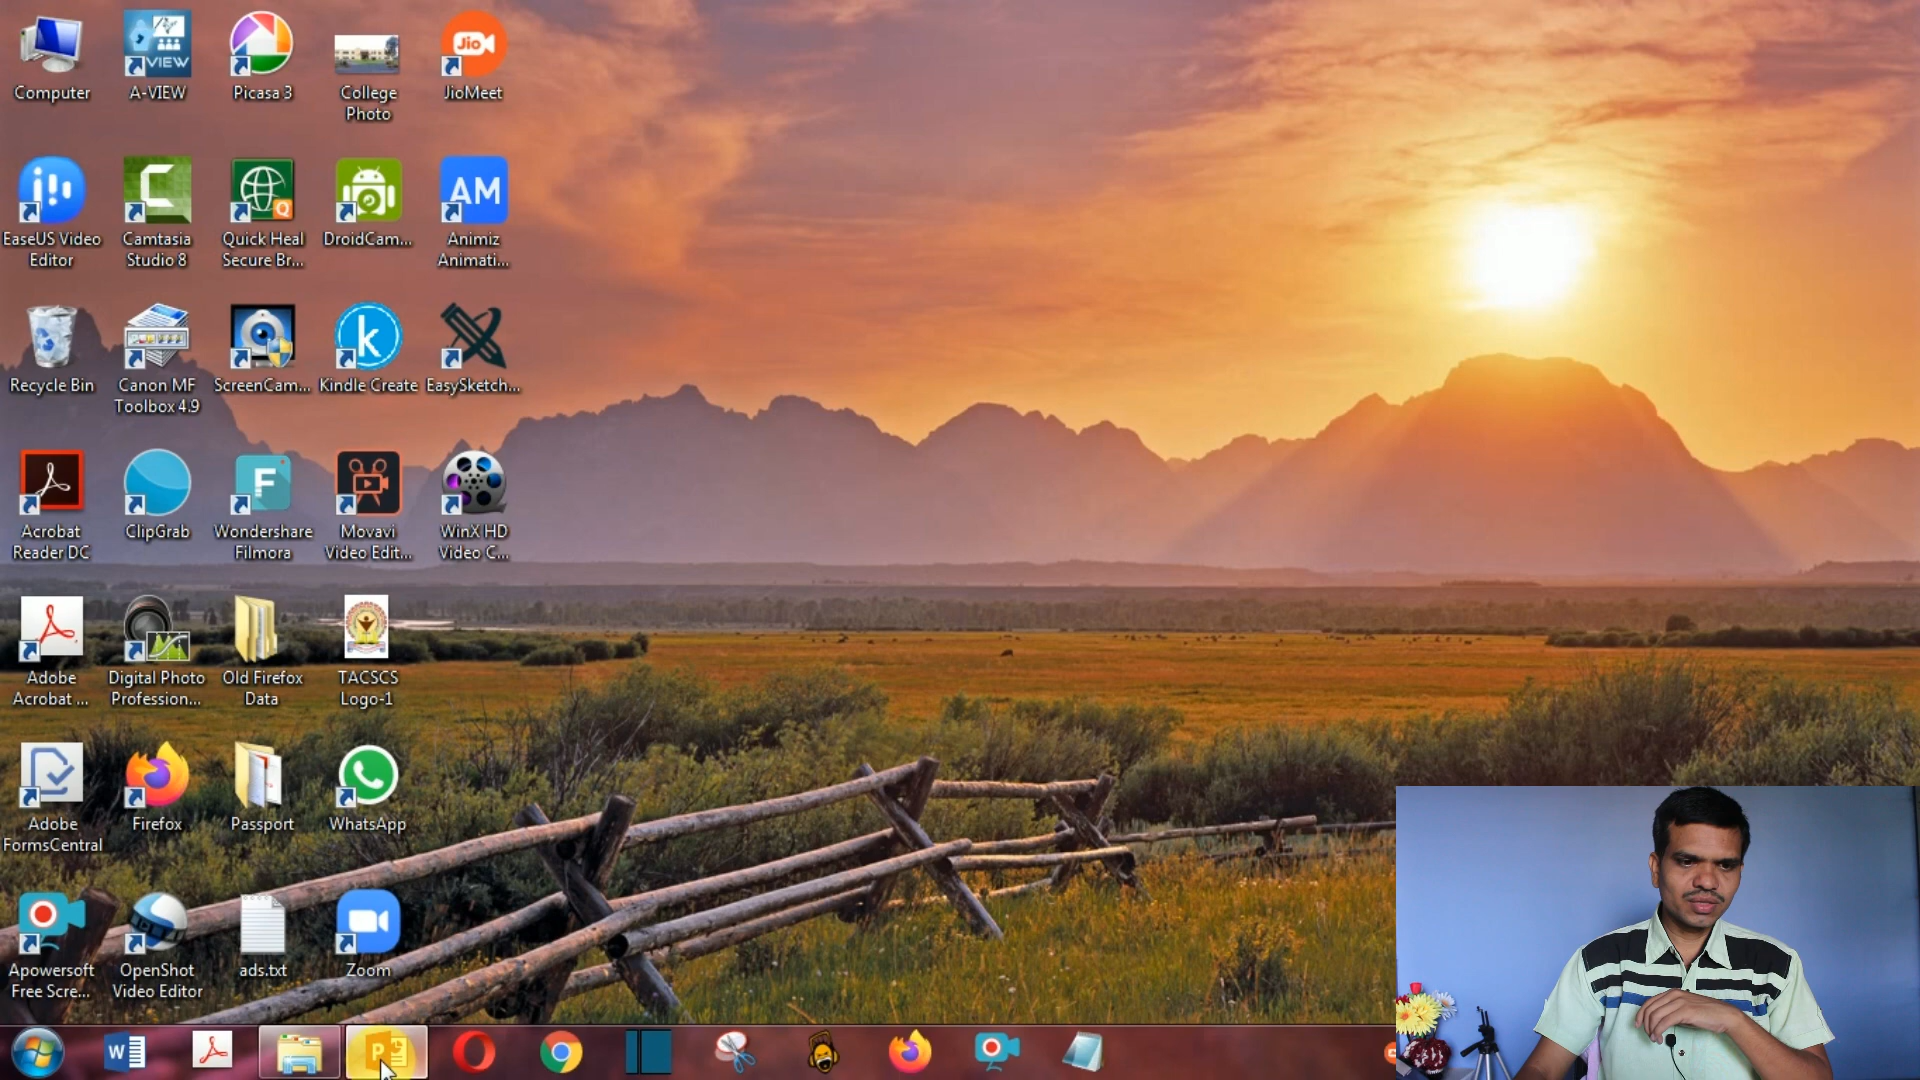 Computer
A-VIEW
Picasa 3
College
Photo
JioMeet
VIEW
Jio
EaseUS Video
Editor
Camtasia
Studio 8
Quick Heal
Secure Br...
DroidCam...
Animiz
Animati...
AM
Q
Recycle Bin
Canon MF
Toolbox 4.9
ScreenCam...
Kindle Create
EasySketch...
k
Acrobat
Reader DC
ClipGrab
Wondershare
Filmora
Movavi
Video Edit...
WinX HD
Video C...
F
Adobe
Acrobat ...
Digital Photo
Profession...
Old Firefox
Data
TACSCS
Logo-1
Adobe
FormsCentral
Firefox
Passport
WhatsApp
Apowersoft
Free Scre...
OpenShot
Video Editor
ads.txt
Zoom
W
P